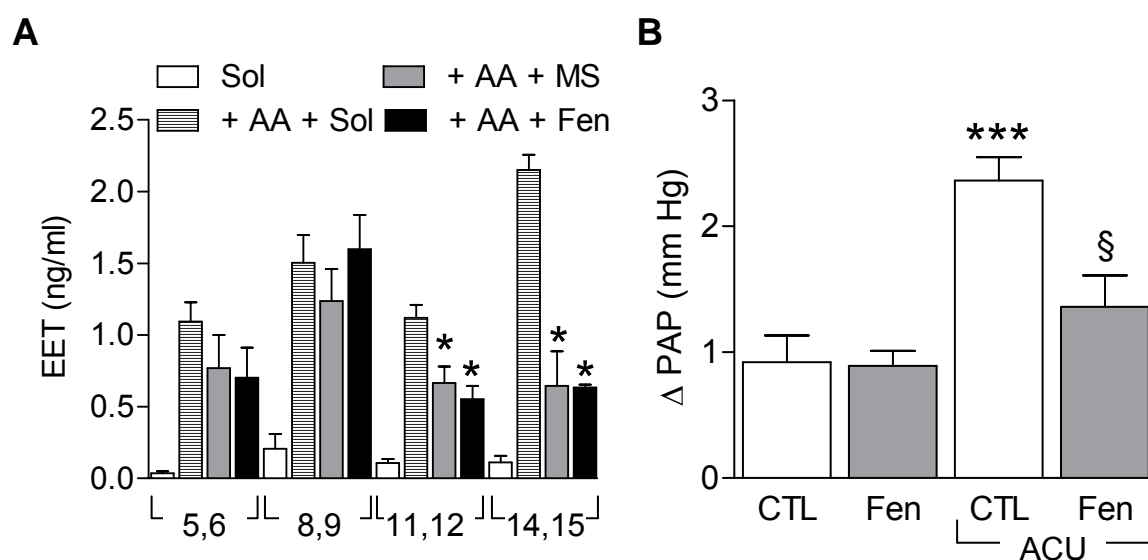 A
Sol
+ AA + MS
+ AA + Sol
+ AA + Fen
2.5
2.0
1.5
1.0
0.5
0.0
EET (ng/ml)
*
*
*
*
5,6
8,9
11,12
14,15
B
3
2
1
0
Δ PAP (mm Hg)
***
§
CTL
Fen
CTL
Fen
ACU